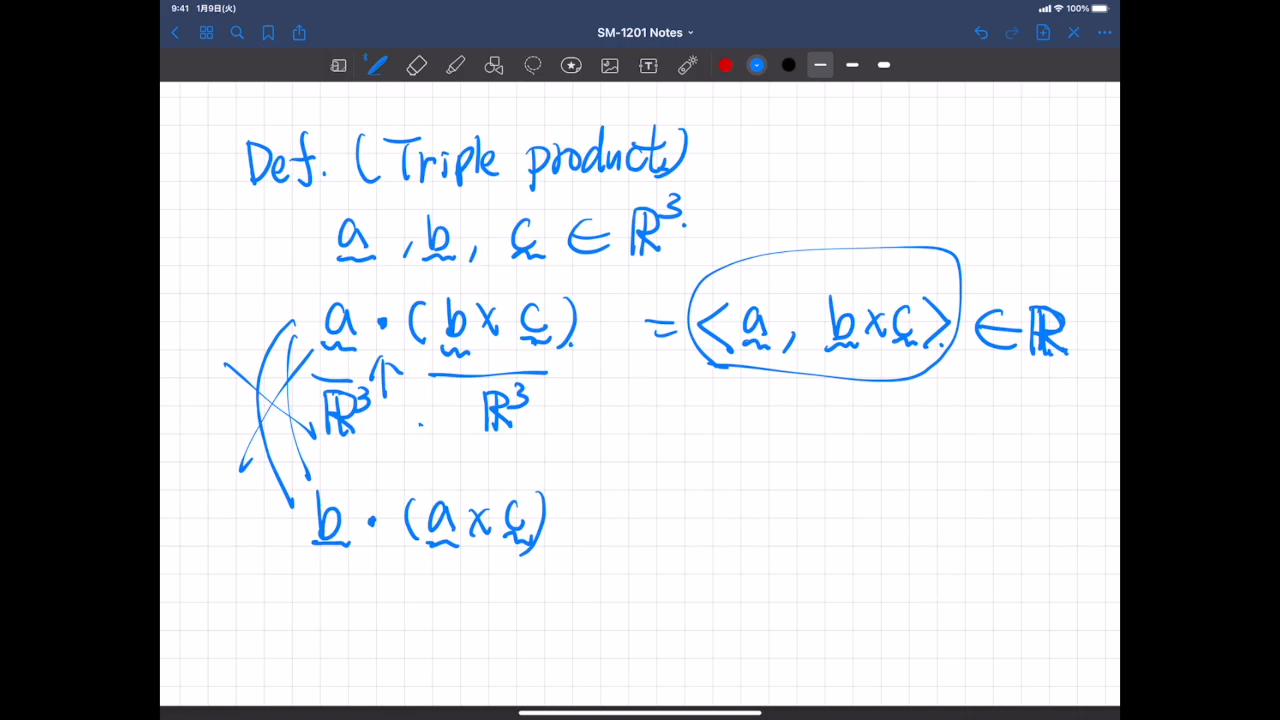 9:41 1月9日(火) 100%
SM-1201 Notes
Def. (Triple product)
a, b, c ∈ ℝ³.
a · (b × c) = <a, b×c> ∈ ℝ
ℝ³ ℝ³
b · (a × c)